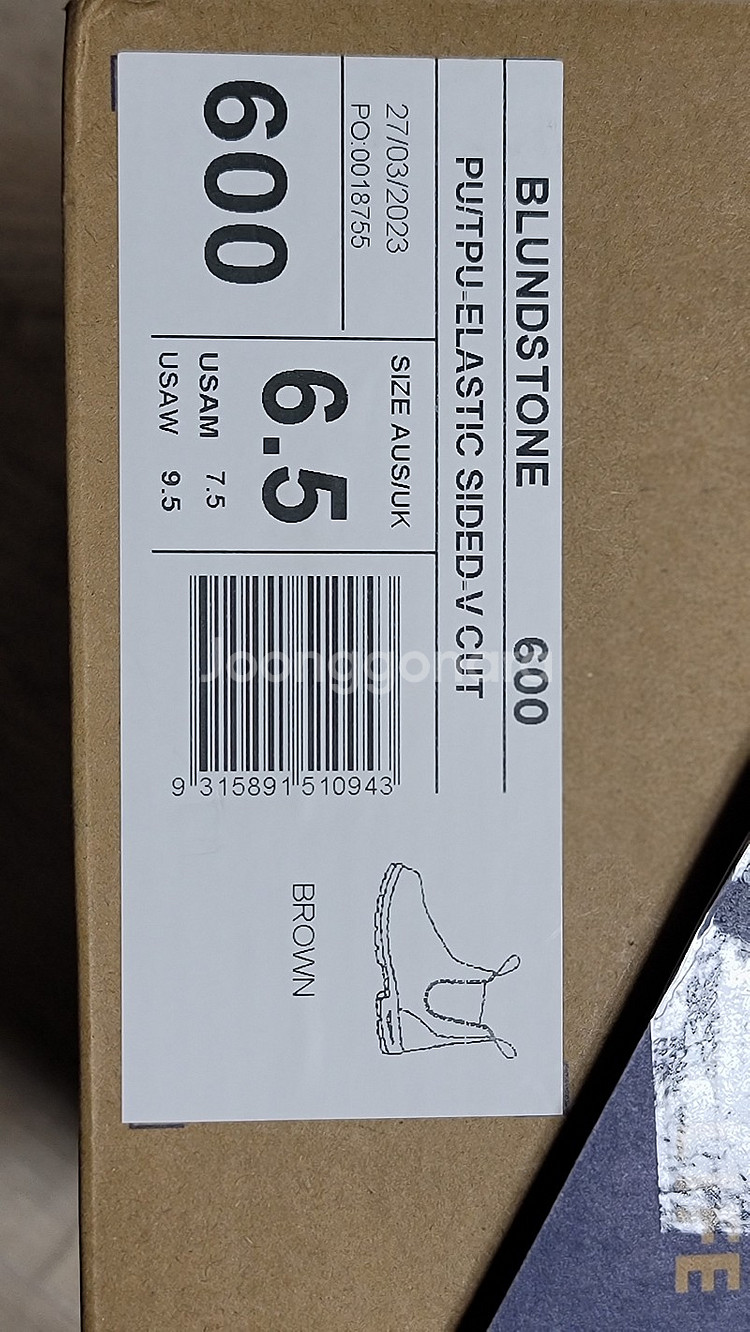 BLUNDSTONE 600
PU/TPU-ELASTIC SIDED-V CUT
27/03/2023
PO:0018755
600
SIZE AUS/UK
6.5
USAM 7.5
USAW 9.5
9 315891 510943
BROWN
Joonggonara